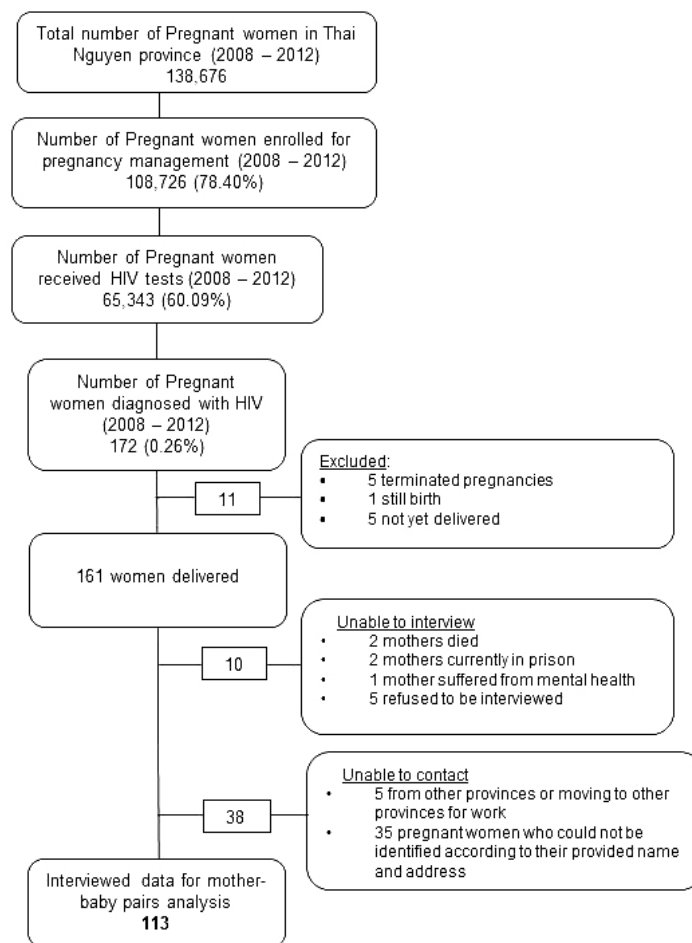 Total number of Pregnant women in Thai
Nguyen province (2008 – 2012)
138,676
Number of Pregnant women enrolled for
pregnancy management (2008 – 2012)
108,726 (78.40%)
Number of Pregnant women
received HIV tests (2008 – 2012)
65,343 (60.09%)
Number of Pregnant
women diagnosed with HIV
(2008 – 2012)
172 (0.26%)
11
Excluded:
▪ 5 terminated pregnancies
▪ 1 still birth
▪ 5 not yet delivered
161 women delivered
10
Unable to interview
• 2 mothers died
• 2 mothers currently in prison
• 1 mother suffered from mental health
• 5 refused to be interviewed
38
Unable to contact
• 5 from other provinces or moving to other
provinces for work
• 35 pregnant women who could not be
identified according to their provided name
and address
Interviewed data for mother-
baby pairs analysis
113